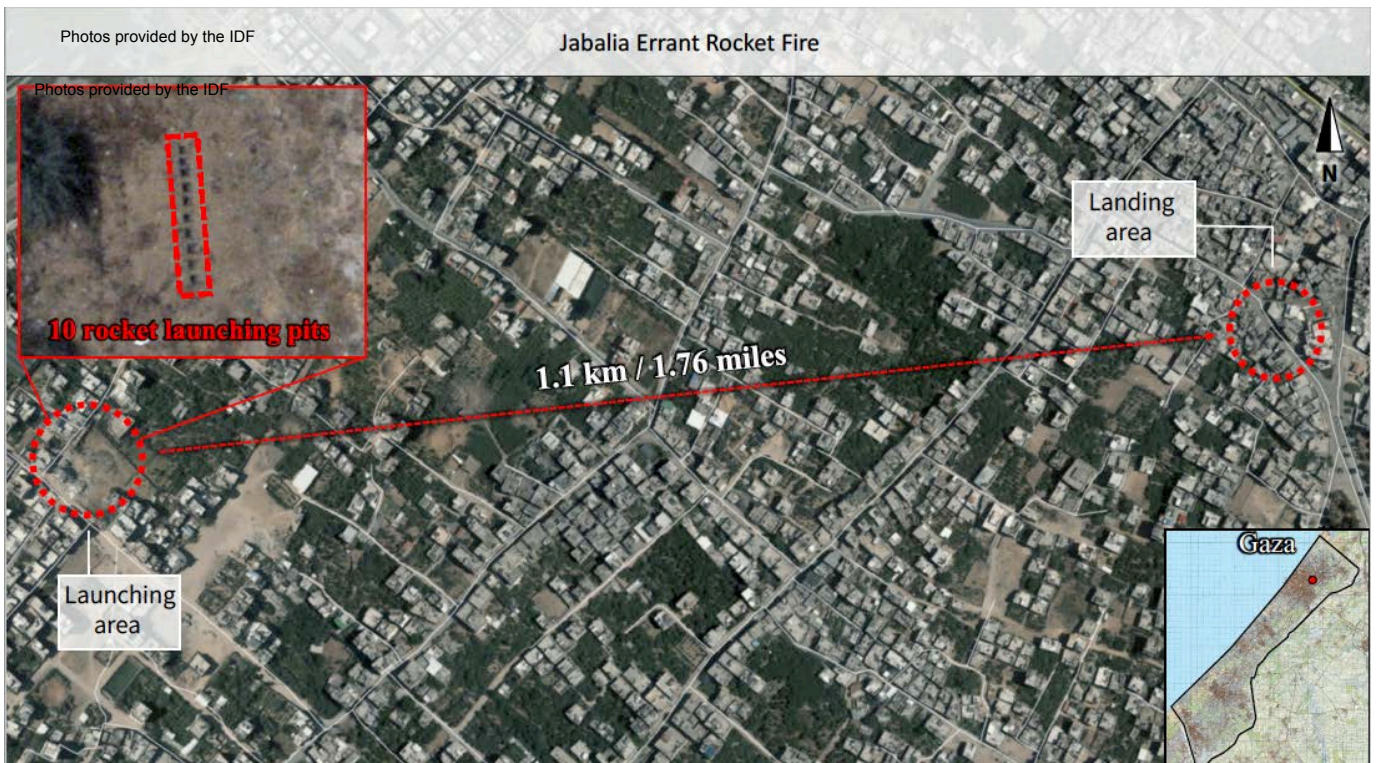 Photos provided by the IDF
Jabalia Errant Rocket Fire
Photos provided by the IDF
10 rocket launching pits
N
Landing
area
1.1 km / 1.76 miles
Launching
area
Gaza